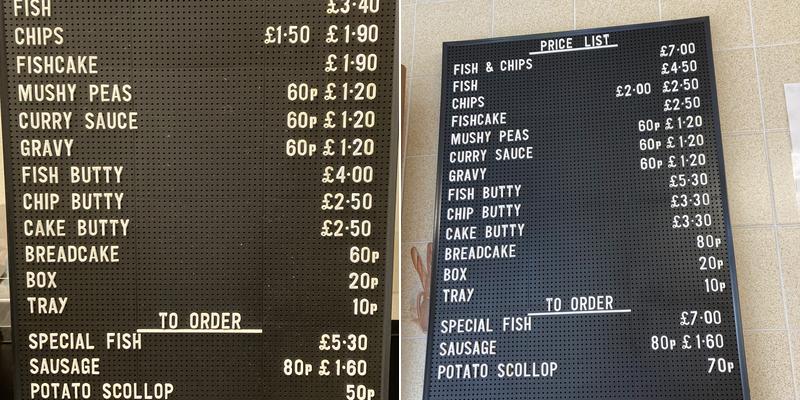 FISH £3·40
CHIPS £1·50 £1·90
FISHCAKE £1·90
MUSHY PEAS 60p £1·20
CURRY SAUCE 60p £1·20
GRAVY 60p £1·20
FISH BUTTY £4·00
CHIP BUTTY £2·50
CAKE BUTTY £2·50
BREADCAKE 60p
BOX 20p
TRAY 10p
TO ORDER
SPECIAL FISH £5·30
SAUSAGE 80p £1·60
POTATO SCOLLOP 50p
PRICE LIST
FISH & CHIPS £7·00
FISH £4·50
CHIPS £2·00 £2·50
FISHCAKE £2·50
MUSHY PEAS 60p £1·20
CURRY SAUCE 60p £1·20
GRAVY 60p £1·20
FISH BUTTY £5·30
CHIP BUTTY £3·30
CAKE BUTTY £3·30
BREADCAKE 80p
BOX 20p
TRAY 10p
TO ORDER
SPECIAL FISH £7·00
SAUSAGE 80p £1·60
POTATO SCOLLOP 70p